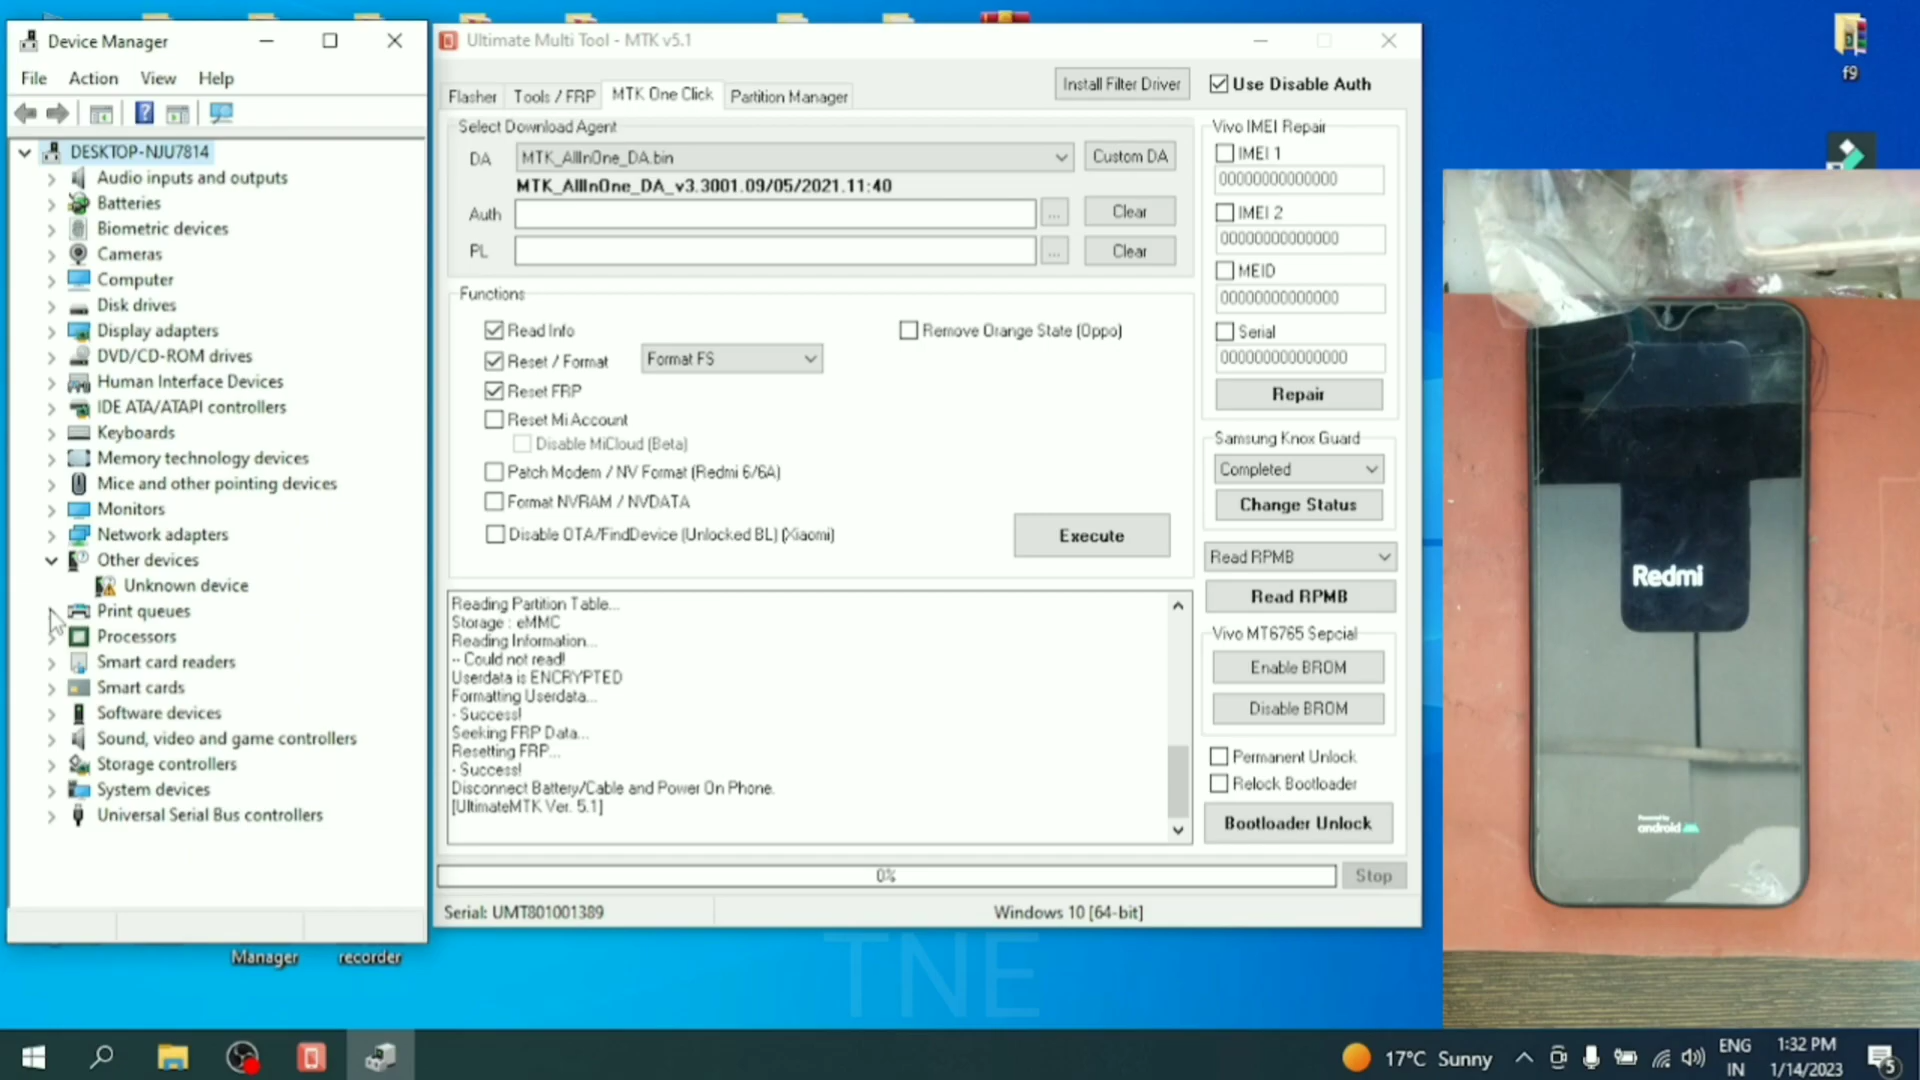 Device Manager
File Action View Help
DESKTOP-NJU7814
Audio inputs and outputs
Batteries
Biometric devices
Cameras
Computer
Disk drives
Display adapters
DVD/CD-ROM drives
Human Interface Devices
IDE ATA/ATAPI controllers
Keyboards
Memory technology devices
Mice and other pointing devices
Monitors
Network adapters
Other devices
Unknown device
Print queues
Processors
Smart card readers
Smart cards
Software devices
Sound, video and game controllers
Storage controllers
System devices
Universal Serial Bus controllers
Manager
recorder
Ultimate Multi Tool - MTK v5.1
Flasher
Tools / FRP
MTK One Click
Partition Manager
Install Filter Driver
Use Disable Auth
Select Download Agent
DA MTK_AllInOne_DA.bin Custom DA
MTK_AllInOne_DA_v3.3001.09/05/2021.11:40
Auth ... Clear
PL ... Clear
Functions
Read Info
Remove Orange State (Oppo)
Reset / Format
Format FS
Reset FRP
Reset Mi Account
Disable MiCloud (Beta)
Patch Modem / NV Format (Redmi 6/6A)
Format NVRAM / NVDATA
Disable OTA/FindDevice (Unlocked BL) (Xiaomi)
Execute
Reading Partition Table...
Storage : eMMC
Reading Information...
-- Could not read!
Userdata is ENCRYPTED
Formatting Userdata...
- Success!
Seeking FRP Data...
Resetting FRP...
- Success!
Disconnect Battery/Cable and Power On Phone.
[UltimateMTK Ver. 5.1]
0%
Stop
Serial: UMT801001389
Windows 10 [64-bit]
Vivo IMEI Repair
IMEI 1
00000000000000
IMEI 2
00000000000000
MEID
00000000000000
Serial
000000000000000
Repair
Samsung Knox Guard
Completed
Change Status
Read RPMB
Read RPMB
Vivo MT6765 Sepcial
Enable BROM
Disable BROM
Permanent Unlock
Relock Bootloader
Bootloader Unlock
TNE
f9
Redmi
Powered by
android
17°C Sunny
ENG
IN
1:32 PM
1/14/2023
5